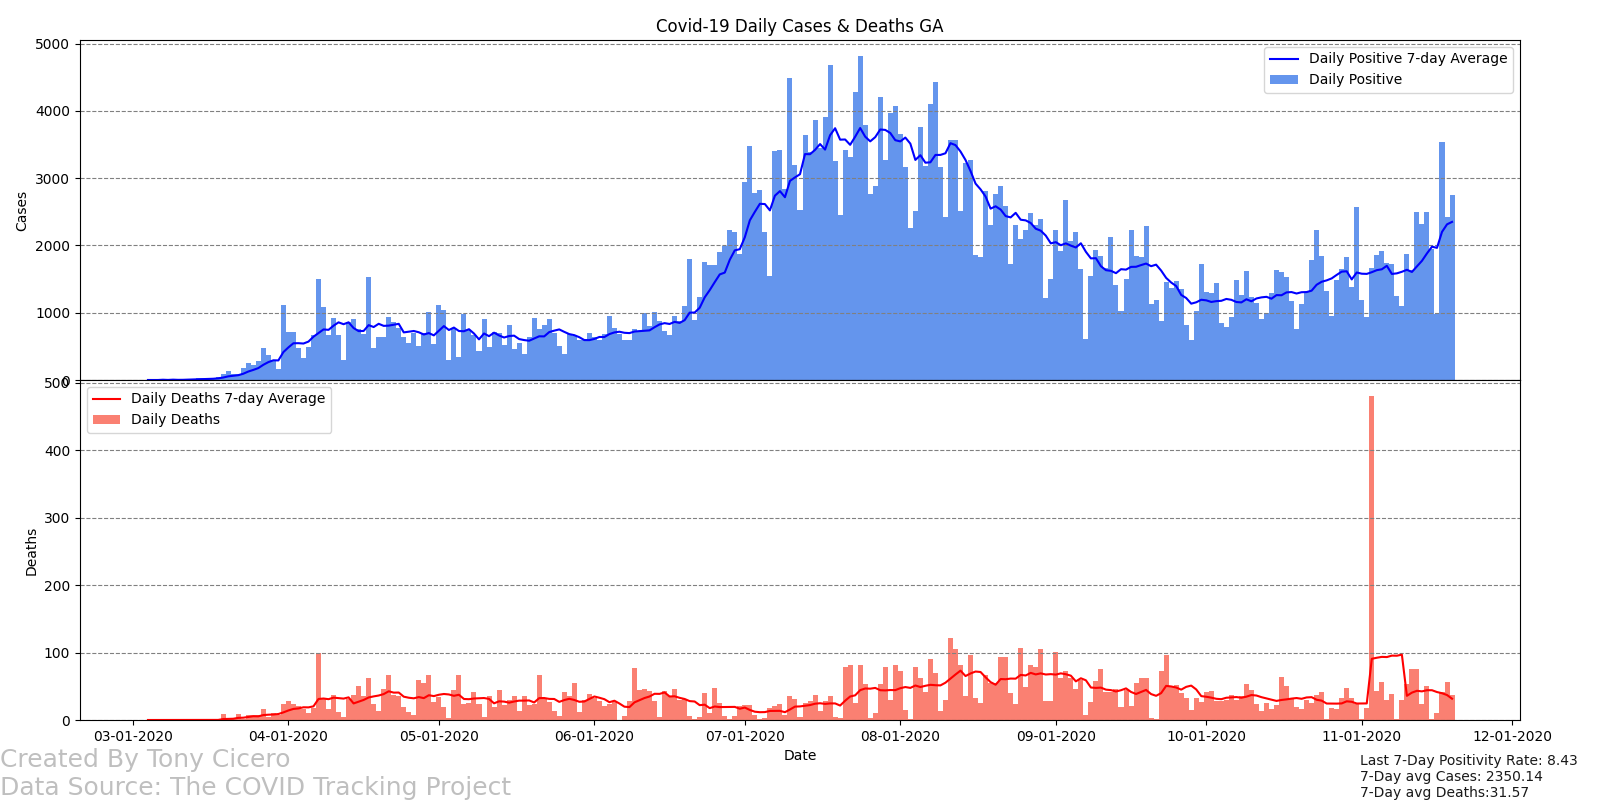 Covid-19 Daily Cases & Deaths GA
5000
4000
3000
2000
1000
0
Cases
Daily Positive 7-day Average
Daily Positive
500
400
300
200
100
0
Deaths
Daily Deaths 7-day Average
Daily Deaths
03-01-2020 04-01-2020 05-01-2020 06-01-2020 07-01-2020 08-01-2020 09-01-2020 10-01-2020 11-01-2020 12-01-2020
Date
Created By Tony Cicero
Data Source: The COVID Tracking Project
Last 7-Day Positivity Rate: 8.43
7-Day avg Cases: 2350.14
7-Day avg Deaths:31.57